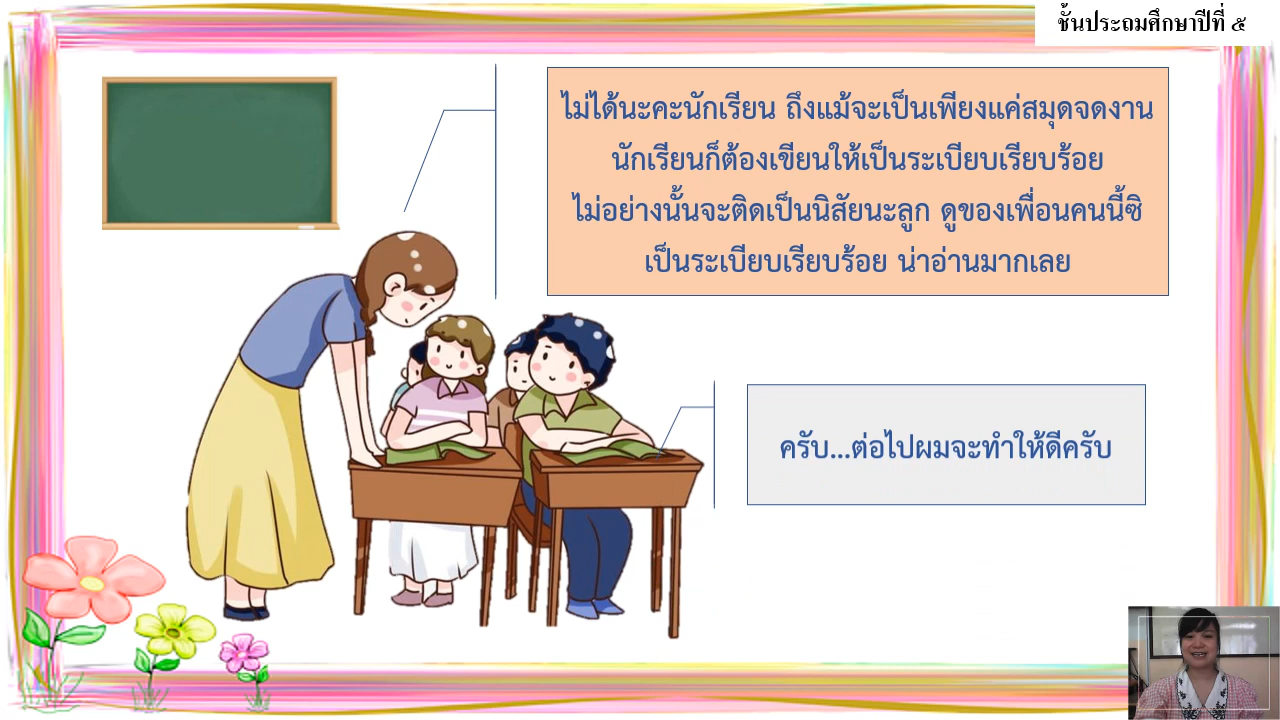 ชั้นประถมศึกษาปีที่ ๕
ไม่ได้นะคะนักเรียน ถึงแม้จะเป็นเพียงแค่สมุดจดงาน
นักเรียนก็ต้องเขียนให้เป็นระเบียบเรียบร้อย
ไม่อย่างนั้นจะติดเป็นนิสัยนะลูก ดูของเพื่อนคนนี้ซิ
เป็นระเบียบเรียบร้อย น่าอ่านมากเลย
ครับ...ต่อไปผมจะทำให้ดีครับ